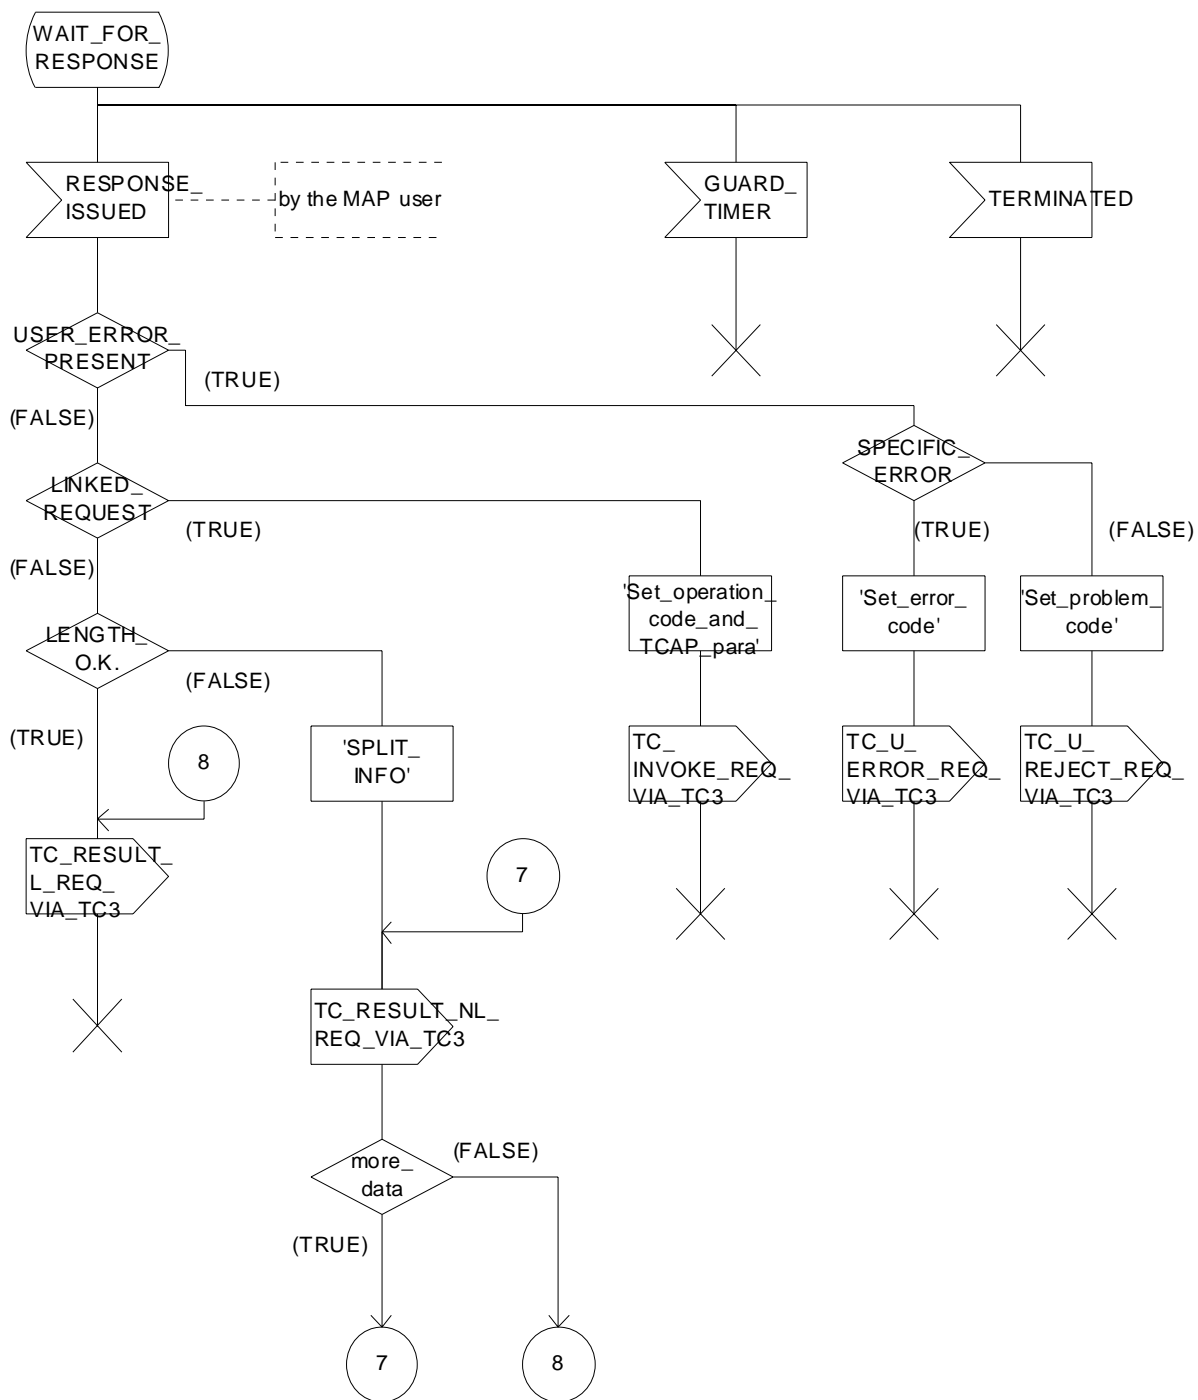 WAIT_FOR_
RESPONSE
RESPONSE_
ISSUED
by the MAP user
GUARD_
TIMER
TERMINATED
USER_ERROR_
PRESENT
(TRUE)
(FALSE)
SPECIFIC_
ERROR
LINKED_
REQUEST
(TRUE)
(TRUE)
(FALSE)
(FALSE)
'Set_operation_
code_and_
TCAP_para'
'Set_error_
code'
'Set_problem_
code'
LENGTH_
O.K.
(FALSE)
(TRUE)
8
'SPLIT_
INFO'
TC_
INVOKE_REQ_
VIA_TC3
TC_U_
ERROR_REQ_
VIA_TC3
TC_U_
REJECT_REQ_
VIA_TC3
TC_RESULT_
L_REQ_
VIA_TC3
7
TC_RESULT_NL_
REQ_VIA_TC3
more_
data
(FALSE)
(TRUE)
7
8